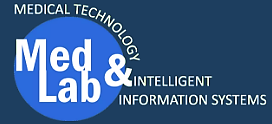 MEDICAL TECHNOLOGY
Med
Lab
&
INTELLIGENT
INFORMATION SYSTEMS